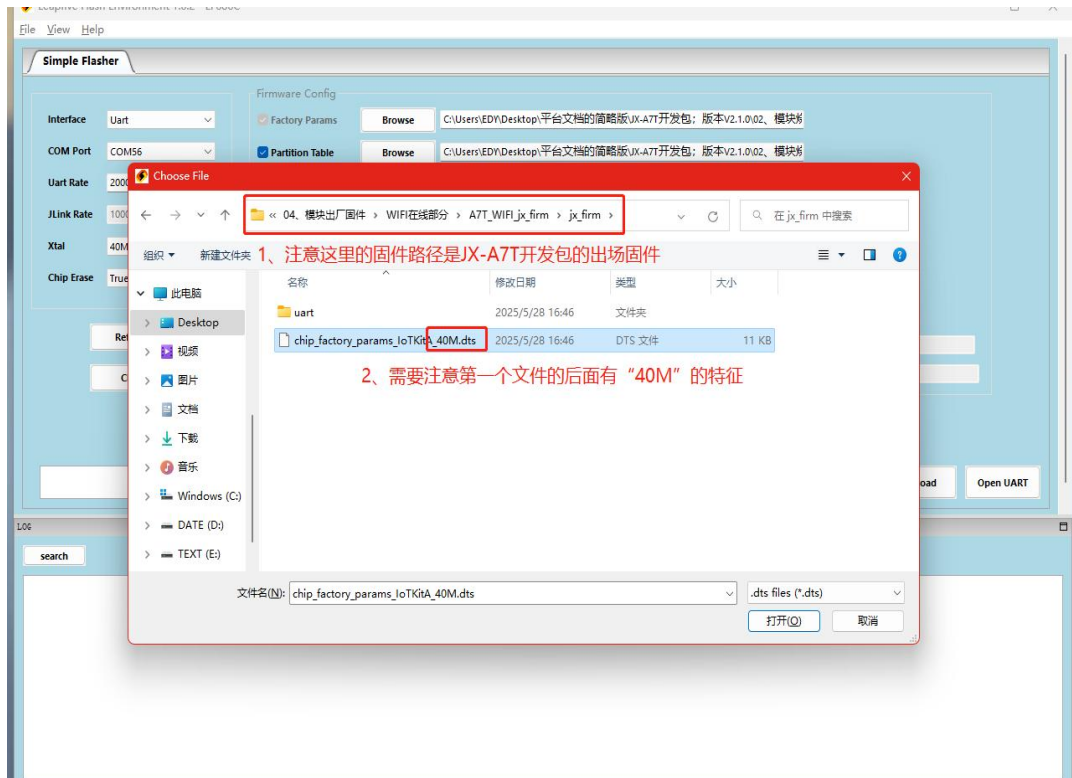 File View Help
Simple Flasher
Firmware Config
Interface Uart
Factory Params Browse C:\Users\EDY\Desktop\平台文档的简略版\JX-A7T开发包；版本V2.1.0\02、模块烧
COM Port COM56
Partition Table Browse C:\Users\EDY\Desktop\平台文档的简略版\JX-A7T开发包；版本V2.1.0\02、模块烧
Uart Rate
JLink Rate
Xtal 40M
Chip Erase True
Choose File
« 04、模块出厂固件 › WIFI在线部分 › A7T_WIFI_jx_firm › jx_firm ›
在 jx_firm 中搜索
组织 新建文件夹
1、注意这里的固件路径是JX-A7T开发包的出场固件
名称 修改日期 类型 大小
uart 2025/5/28 16:46 文件夹
chip_factory_params_IoTKitA_40M.dts 2025/5/28 16:46 DTS 文件 11 KB
2、需要注意第一个文件的后面有“40M”的特征
此电脑
Desktop
视频
图片
文档
下载
音乐
Windows (C:)
DATE (D:)
TEXT (E:)
文件名(N): chip_factory_params_IoTKitA_40M.dts .dts files (*.dts)
打开(O) 取消
Open UART
LOG
search